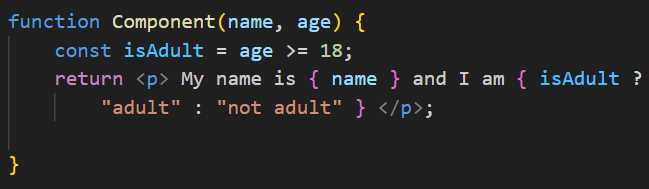 function Component(name, age) {
    const isAdult = age >= 18;
    return <p> My name is { name } and I am { isAdult ?
        "adult" : "not adult" } </p>;
}